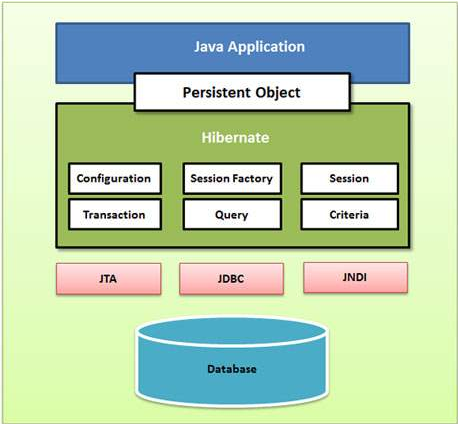 Java Application
Persistent Object
Hibernate
Configuration
Session Factory
Session
Transaction
Query
Criteria
JTA
JDBC
JNDI
Database